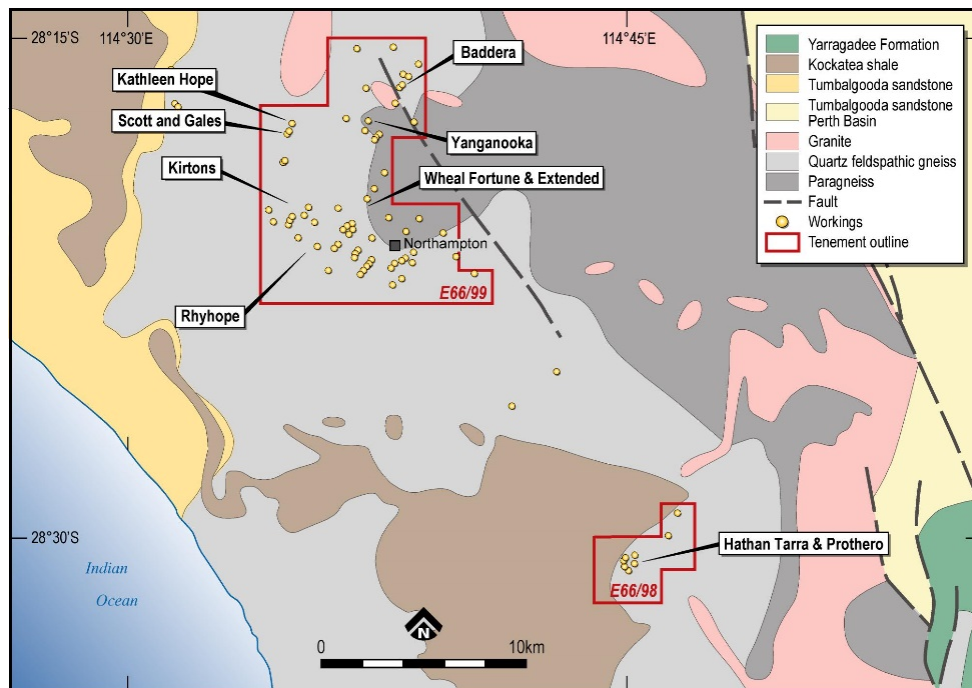 28°15'S
114°30'E
114°45'E
Baddera
Kathleen Hope
Scott and Gales
Yanganooka
Kirtons
Wheal Fortune & Extended
Northampton
E66/99
Rhyhope
Yarragadee Formation
Kockatea shale
Tumbalgooda sandstone
Tumbalgooda sandstone
Perth Basin
Granite
Quartz feldspathic gneiss
Paragneiss
Fault
Workings
Tenement outline
28°30'S
Hathan Tarra & Prothero
E66/98
Indian
Ocean
N
0
10km